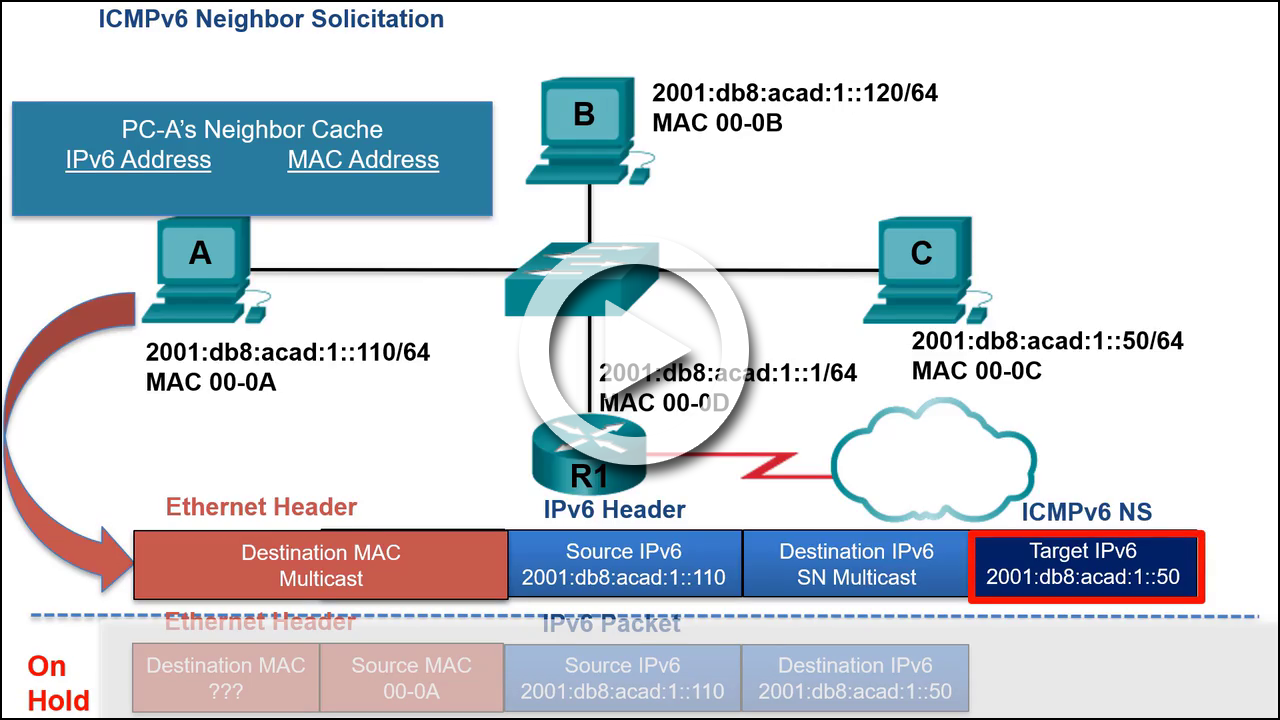 ICMPv6 Neighbor Solicitation
PC-A's Neighbor Cache
IPv6 Address MAC Address
B
2001:db8:acad:1::120/64
MAC 00-0B
A
2001:db8:acad:1::110/64
MAC 00-0A
C
2001:db8:acad:1::50/64
MAC 00-0C
2001:db8:acad:1::1/64
MAC 00-0D
R1
Ethernet Header
IPv6 Header
ICMPv6 NS
Destination MAC
Multicast
Source IPv6
2001:db8:acad:1::110
Destination IPv6
SN Multicast
Target IPv6
2001:db8:acad:1::50
Ethernet Header
IPv6 Packet
On
Hold
Destination MAC
???
Source MAC
00-0A
Source IPv6
2001:db8:acad:1::110
Destination IPv6
2001:db8:acad:1::50